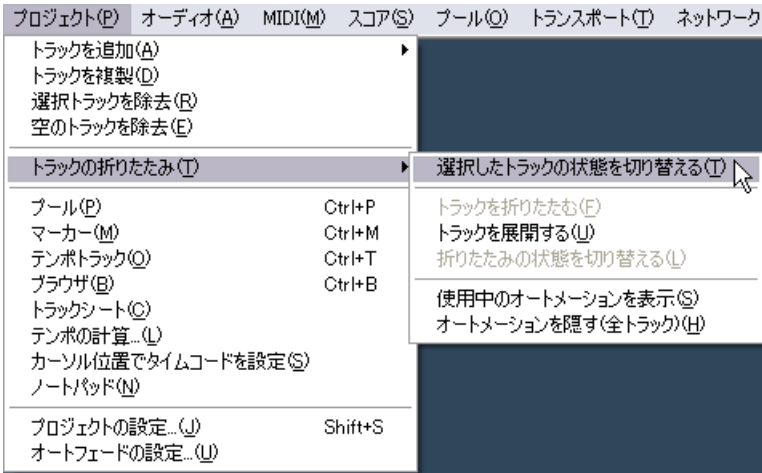 プロジェクト(P) オーディオ(A) MIDI(M) スコア(S) プール(O) トランスポート(T) ネットワーク
トラックを追加(A)
トラックを複製(D)
選択トラックを除去(R)
空のトラックを除去(E)
トラックの折りたたみ(T)
プール(P) Ctrl+P
マーカー(M) Ctrl+M
テンポトラック(O) Ctrl+T
ブラウザ(B) Ctrl+B
トラックシート(C)
テンポの計算...(L)
カーソル位置でタイムコードを設定(S)
ノートパッド(N)
プロジェクトの設定...(J) Shift+S
オートフェードの設定...(U)
選択したトラックの状態を切り替える(T)
トラックを折りたたむ(F)
トラックを展開する(U)
折りたたみの状態を切り替える(L)
使用中のオートメーションを表示(S)
オートメーションを隠す(全トラック)(H)